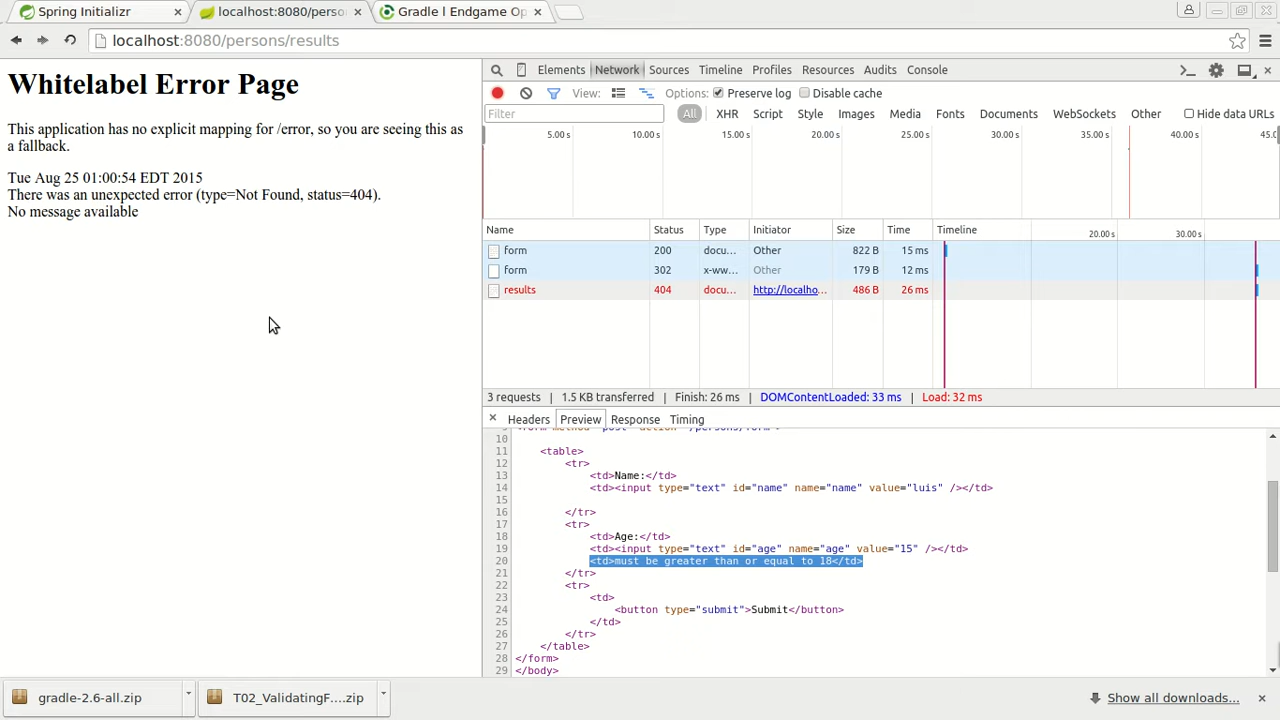 Spring Initializr
localhost:8080/perso
Gradle l Endgame Op
localhost:8080/persons/results
Whitelabel Error Page
This application has no explicit mapping for /error, so you are seeing this as
a fallback.
Tue Aug 25 01:00:54 EDT 2015
There was an unexpected error (type=Not Found, status=404).
No message available
Elements Network Sources Timeline Profiles Resources Audits Console
View: Options: Preserve log Disable cache
Filter All XHR Script Style Images Media Fonts Documents WebSockets Other Hide data URLs
5.00 s 10.00 s 15.00 s 20.00 s 25.00 s 30.00 s 35.00 s 40.00 s 45.0
Name Status Type Initiator Size Time Timeline 20.00 s 30.00 s
form 200 docu... Other 822 B 15 ms
form 302 x-ww... Other 179 B 12 ms
results 404 docu... http://localho... 486 B 26 ms
3 requests | 1.5 KB transferred | Finish: 26 ms | DOMContentLoaded: 33 ms | Load: 32 ms
× Headers Preview Response Timing
10
11 <table>
12 <tr>
13 <td>Name:</td>
14 <td><input type="text" id="name" name="name" value="luis" /></td>
15
16 </tr>
17 <tr>
18 <td>Age:</td>
19 <td><input type="text" id="age" name="age" value="15" /></td>
20 <td>must be greater than or equal to 18</td>
21 </tr>
22 <tr>
23 <td>
24 <button type="submit">Submit</button>
25 </td>
26 </tr>
27 </table>
28 </form>
29 </body>
gradle-2.6-all.zip
T02_ValidatingF....zip
Show all downloads...